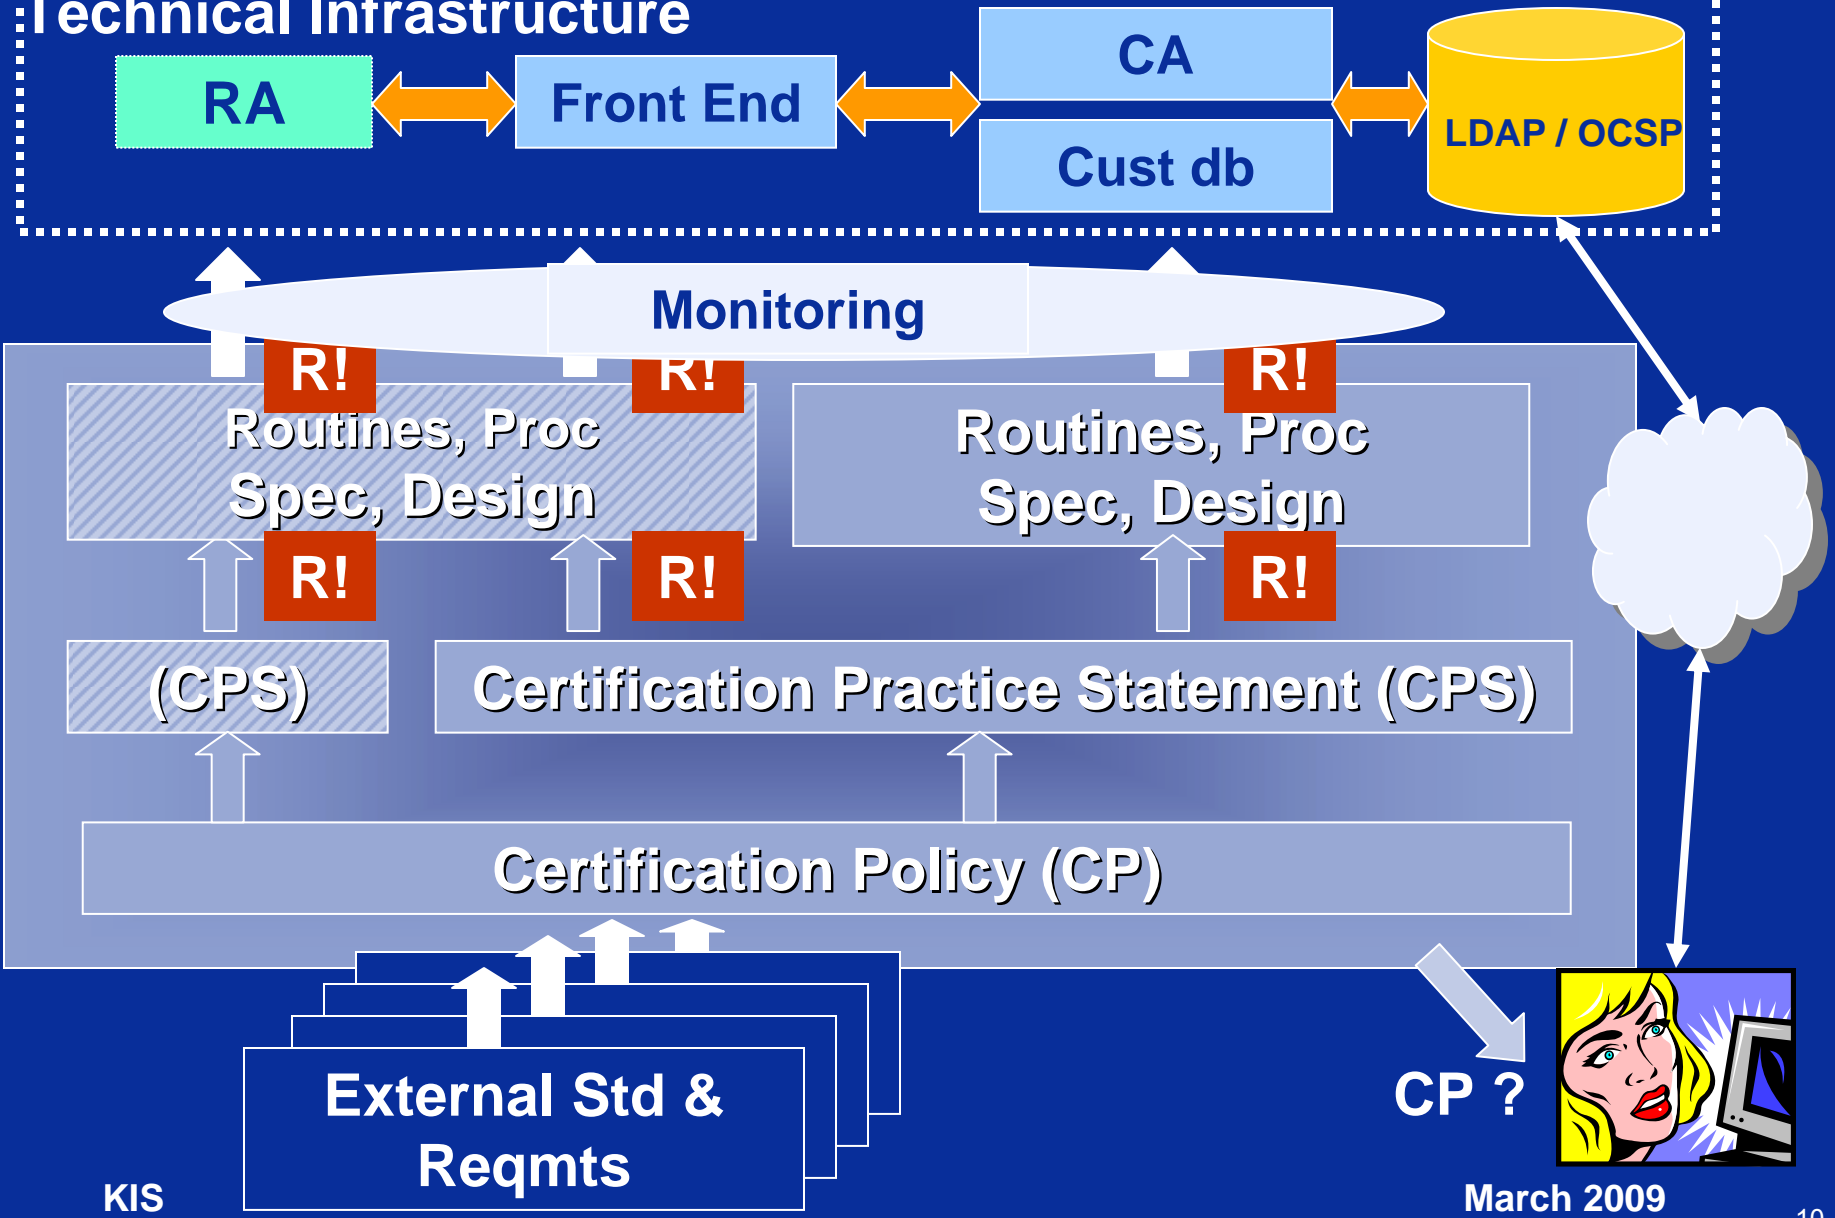 Technical Infrastructure
RA
Front End
CA
Cust db
LDAP / OCSP
Monitoring
R!
R!
R!
Routines, Proc
Spec, Design
Routines, Proc
Spec, Design
R!
R!
R!
(CPS)
Certification Practice Statement (CPS)
Certification Policy (CP)
External Std &
Reqmts
CP ?
KIS
March 2009
10